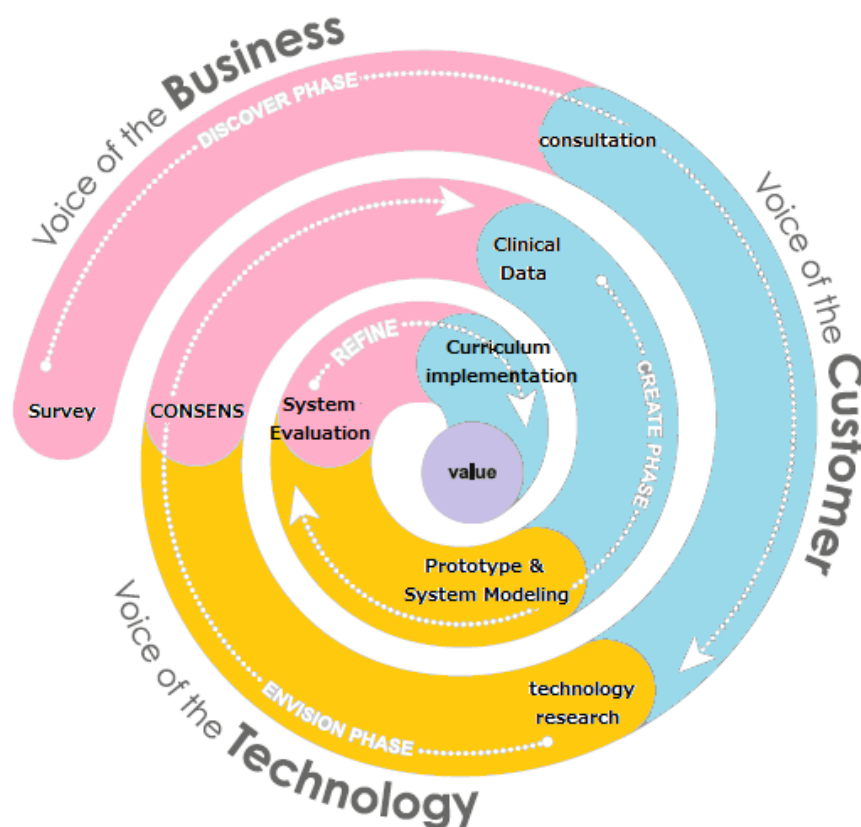 Voice of the Business
DISCOVER PHASE
Survey
consultation
Voice of the Customer
technology
research
ENVISION PHASE
Voice of the Technology
CONSENS
Clinical
Data
CREATE PHASE
Prototype &
System Modeling
System
Evaluation
REFINE
Curriculum
implementation
value